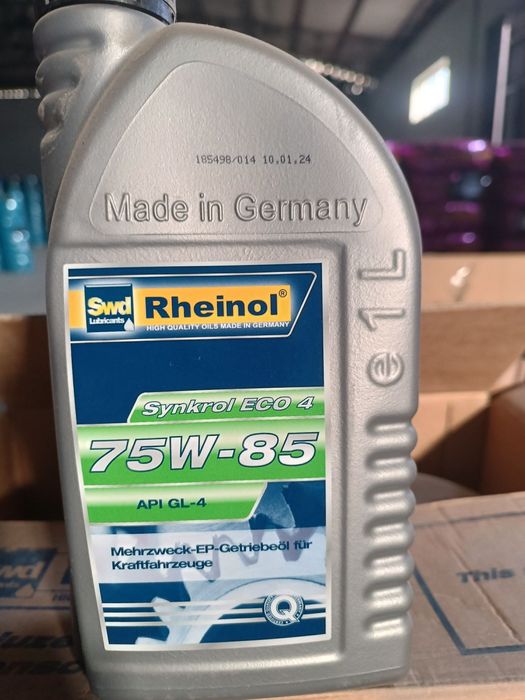 185498/014 10.01.24
Made in Germany
Swd
Lubricants
Rheinol®
HIGH QUALITY OILS MADE IN GERMANY
Synkrol ECO 4
75W-85
API GL-4
Mehrzweck-EP-Getriebeöl für
Kraftfahrzeuge
Q
e 1 L
Swd
This